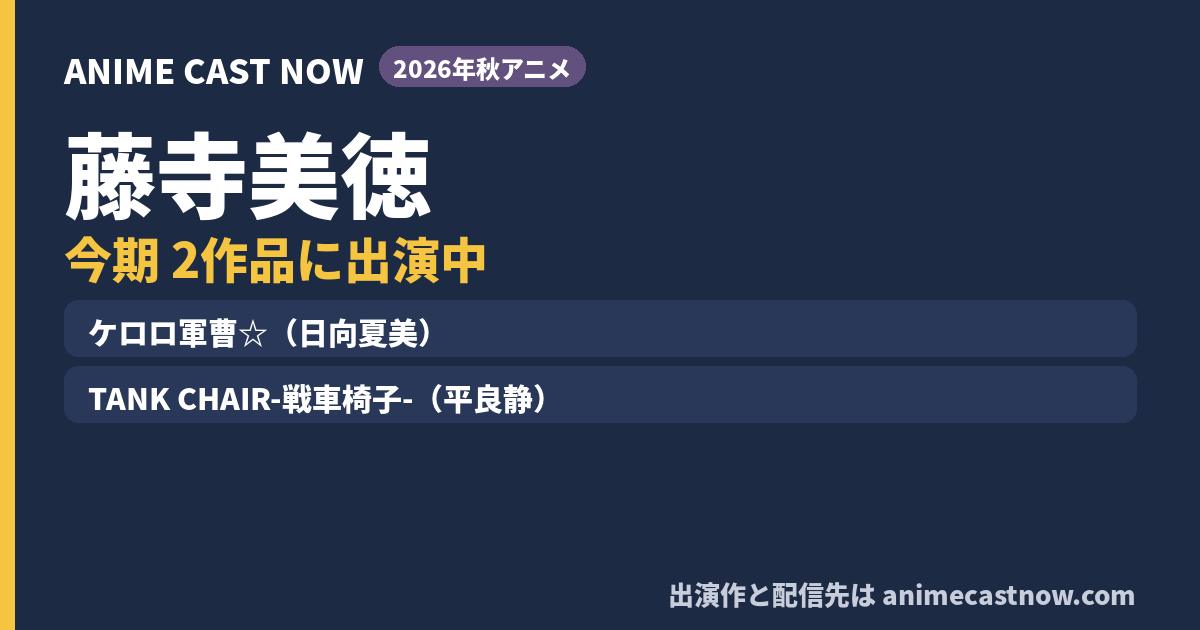 ANIME CAST NOW 2026年秋アニメ
藤寺美徳
今期 2作品に出演中
ケロロ軍曹☆（日向夏美）
TANK CHAIR-戦車椅子-（平良静）
出演作と配信先は animecastnow.com